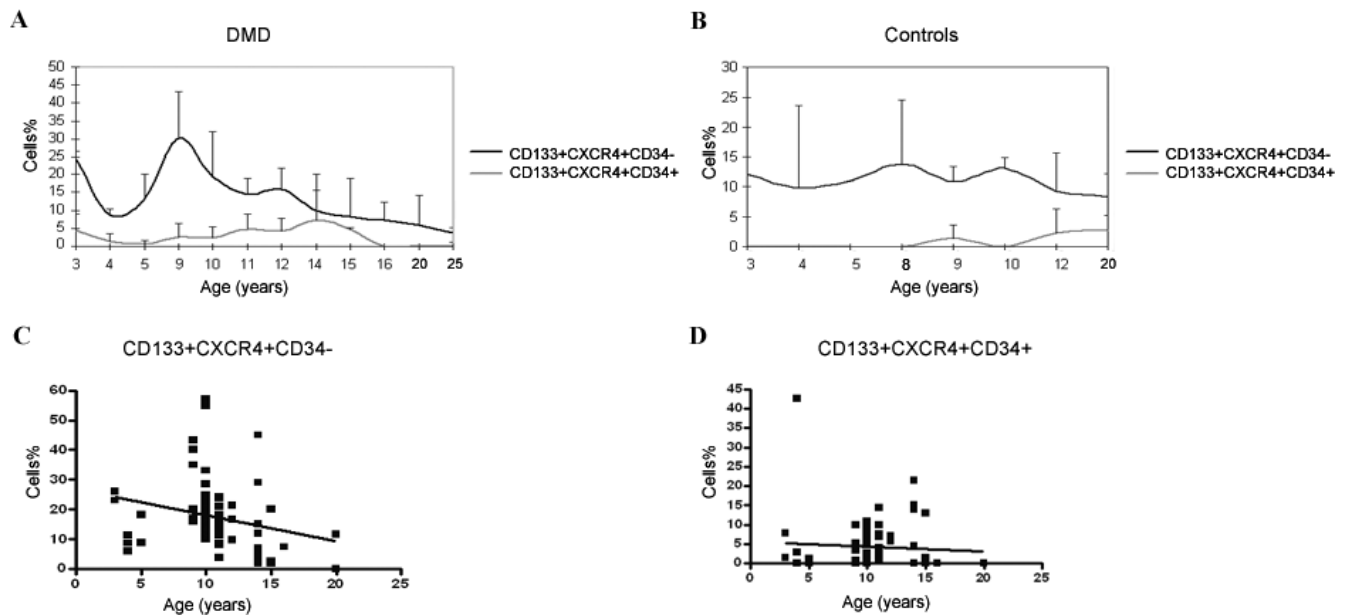 A
DMD
50
45
40
35
30
25
20
15
10
5
0
Cells%
3 4 5 9 10 11 12 14 15 16 20 25
Age (years)
CD133+CXCR4+CD34-
CD133+CXCR4+CD34+
B
Controls
30
25
20
15
10
5
0
Cells%
3 4 5 8 9 10 12 20
Age (years)
CD133+CXCR4+CD34-
CD133+CXCR4+CD34+
C
CD133+CXCR4+CD34-
60
50
40
30
20
10
0
Cells%
0 5 10 15 20 25
Age (years)
D
CD133+CXCR4+CD34+
45
40
35
30
25
20
15
10
5
0
Cells%
0 5 10 15 20 25
Age (years)